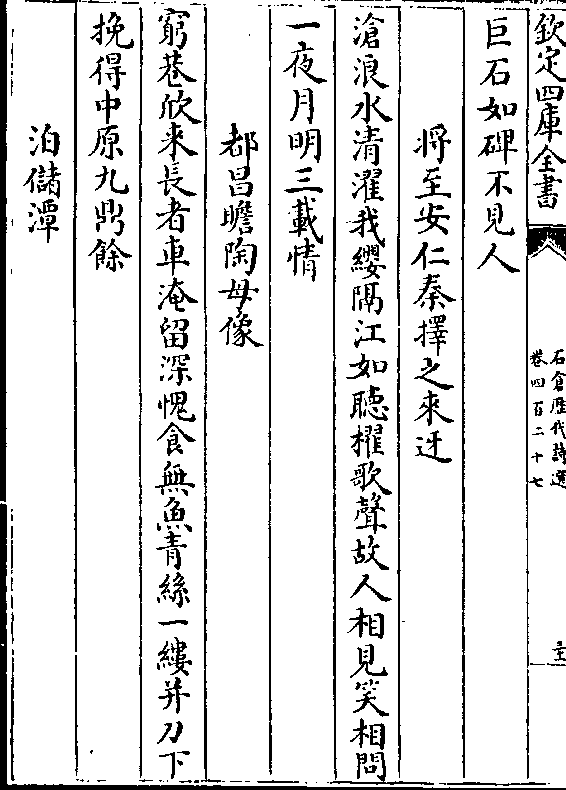 欽定四庫全書
石倉歴代詩選
卷四百二十七
巨石如碑不見人
將至安仁秦擇之來迓
滄浪水清濯我纓隔江如聽櫂歌聲故人相見笑相問
一夜月明三載情
都昌瞻陶母像
窮巷欣来長者車淹留深愧食無魚青絲一縷并刀下
挽得中原九鼎餘
泊儲潭